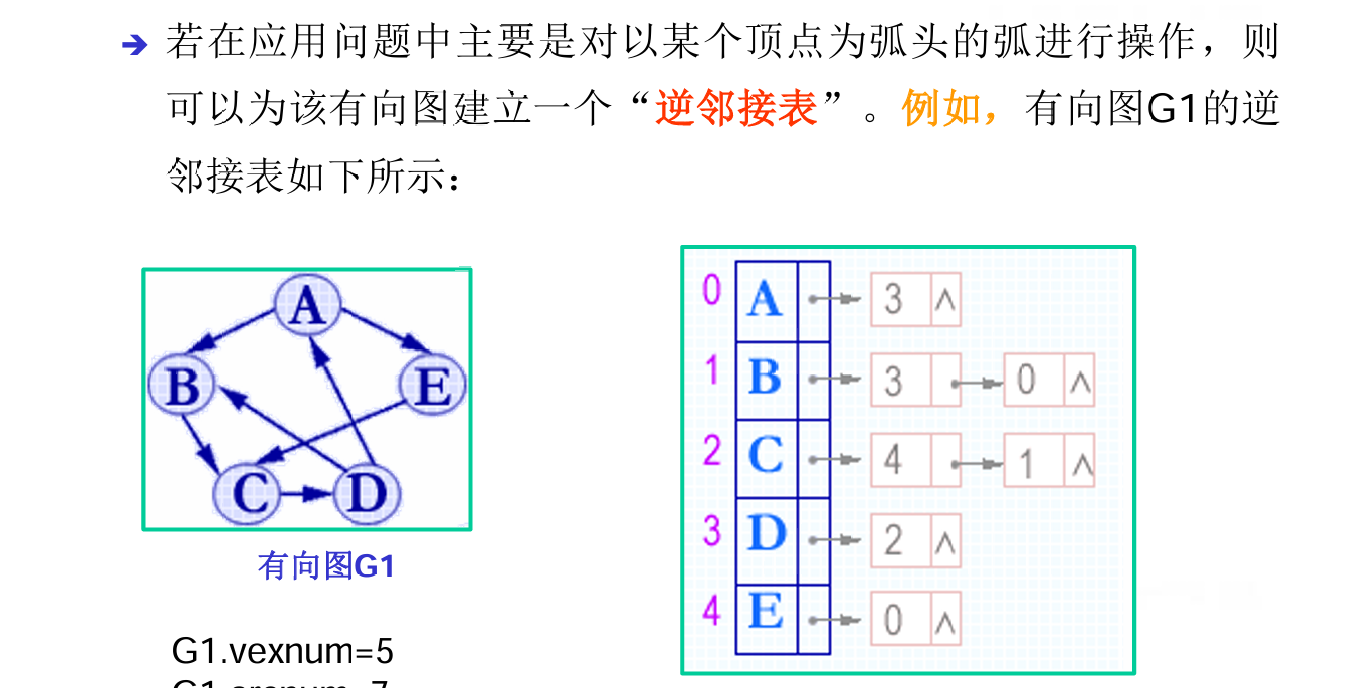 ➔ 若在应用问题中主要是对以某个顶点为弧头的弧进行操作，则
可以为该有向图建立一个“逆邻接表”。例如，有向图G1的逆
邻接表如下所示：
A
B E
C D
有向图G1
G1.vexnum=5
G1.arcnum=7
0 A 3 ∧
1 B 3 0 ∧
2 C 4 1 ∧
3 D 2 ∧
4 E 0 ∧